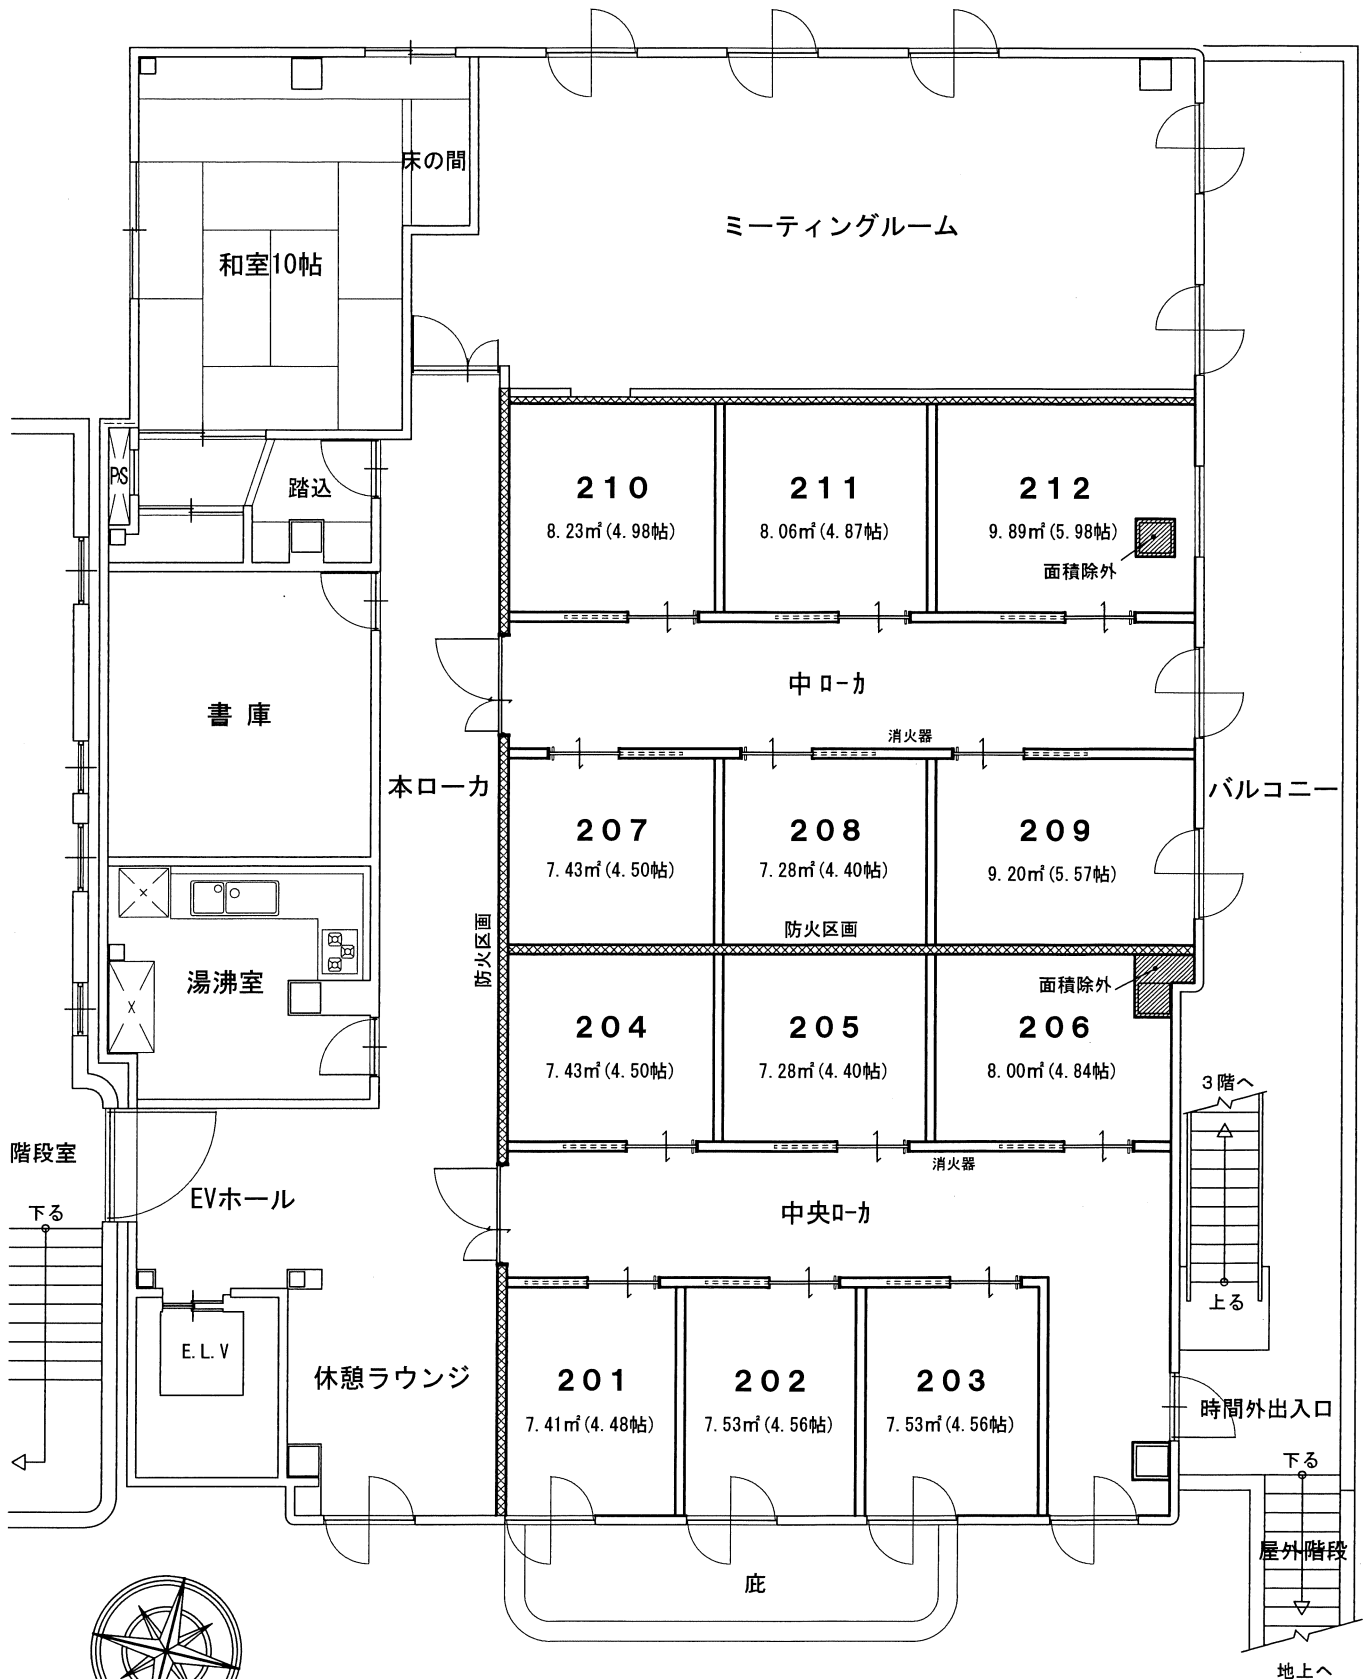 床の間
ミーティングルーム
和室10帖
PS
踏込
210
8.23㎡(4.98帖)
211
8.06㎡(4.87帖)
212
9.89㎡(5.98帖)
面積除外
中ローカ
書 庫
消火器
本ローカ
バルコニー
207
7.43㎡(4.50帖)
208
7.28㎡(4.40帖)
209
9.20㎡(5.57帖)
防火区画
防火区画
湯沸室
面積除外
204
7.43㎡(4.50帖)
205
7.28㎡(4.40帖)
206
8.00㎡(4.84帖)
3階へ
階段室
消火器
EVホール
中央ローカ
下る
上る
E.L.V
休憩ラウンジ
201
7.41㎡(4.48帖)
202
7.53㎡(4.56帖)
203
7.53㎡(4.56帖)
時間外出入口
下る
屋外階段
庇
地上へ